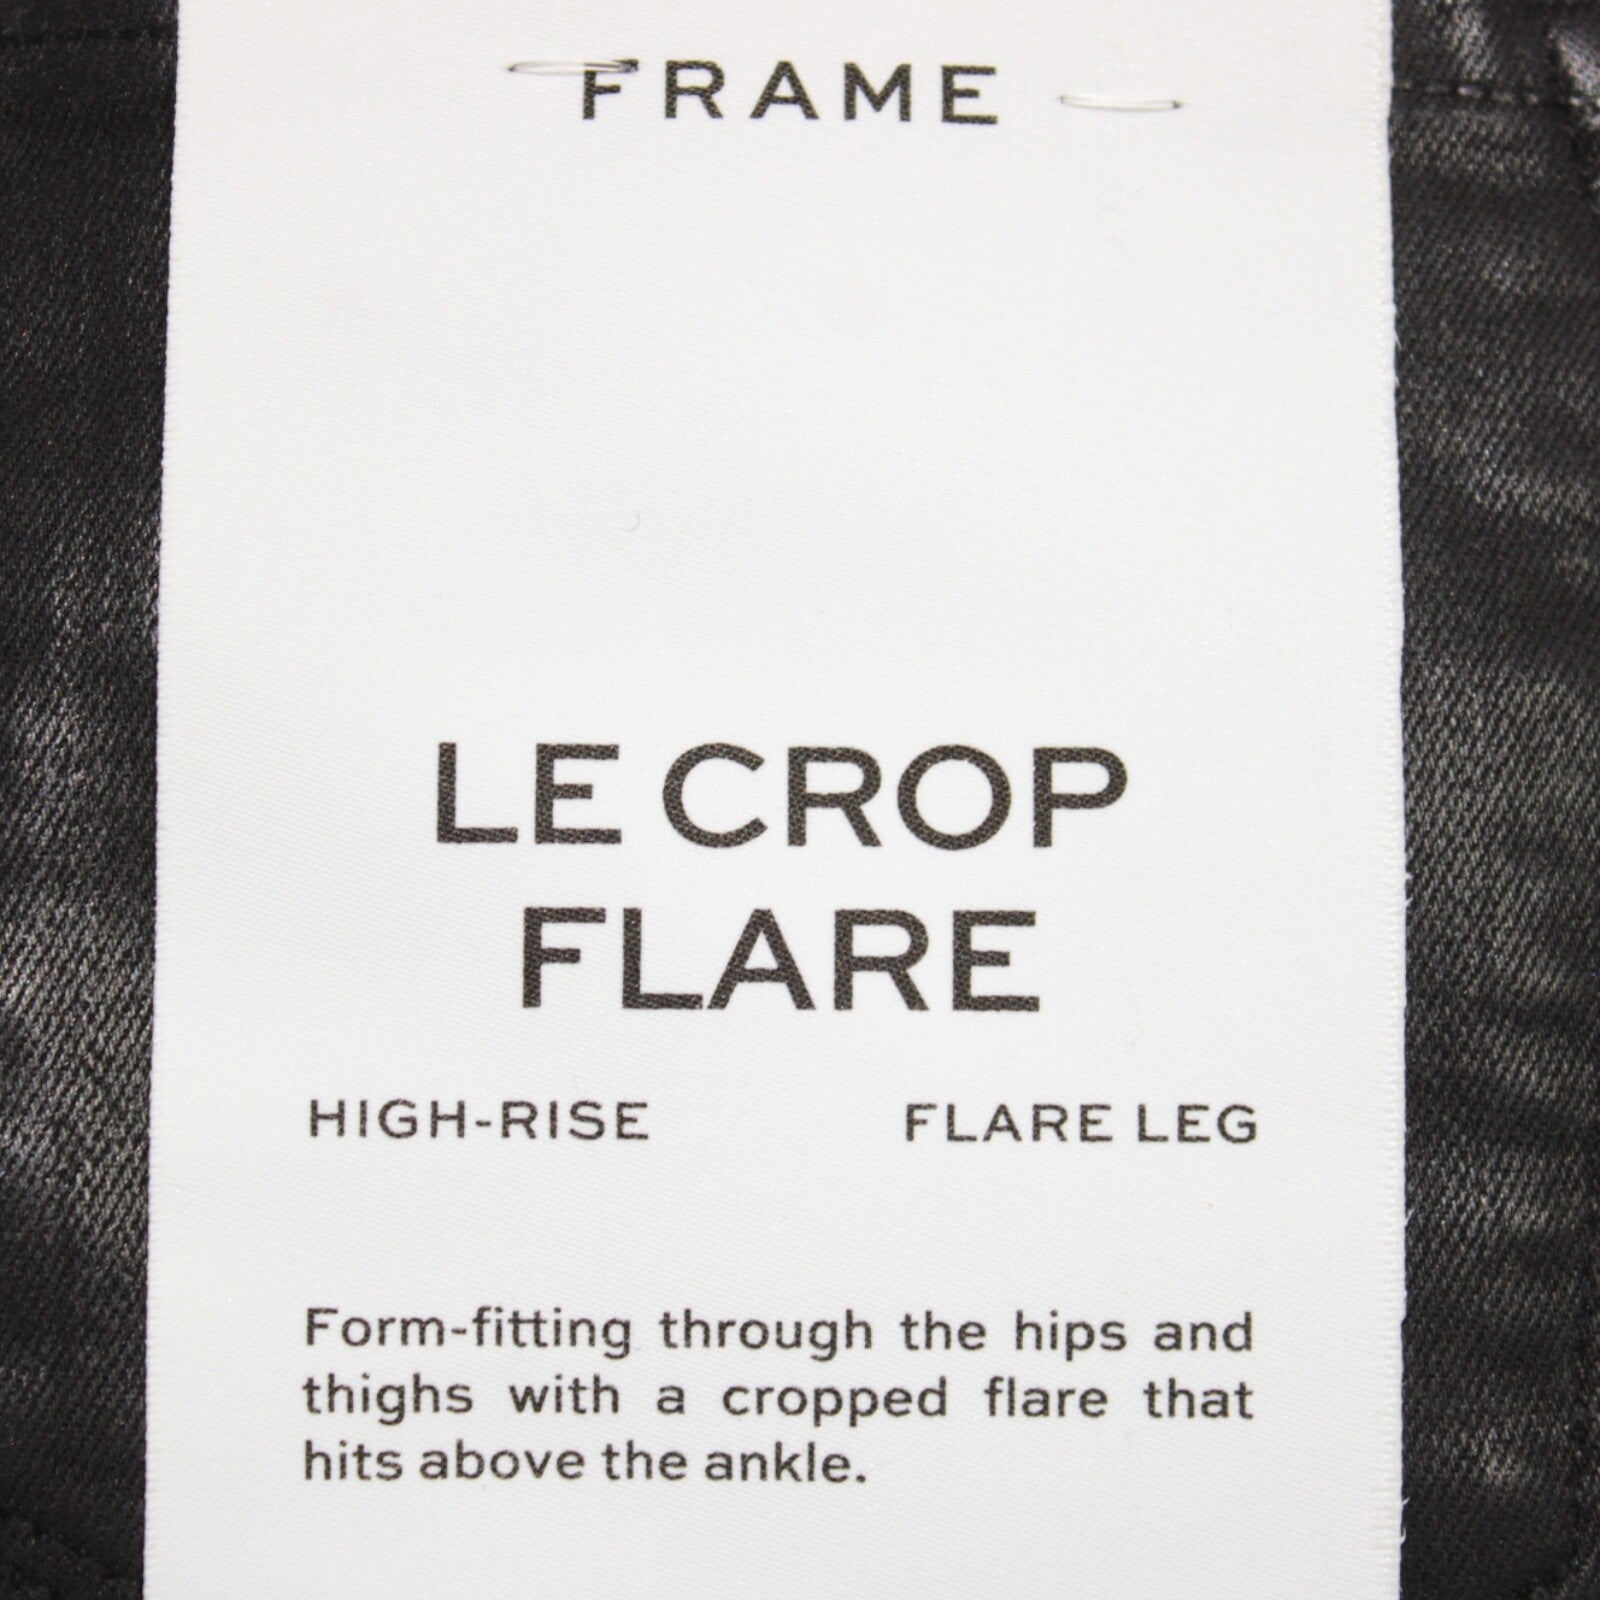 FRAME
LE CROP
FLARE
HIGH-RISE FLARE LEG
Form-fitting through the hips and
thighs with a cropped flare that
hits above the ankle.